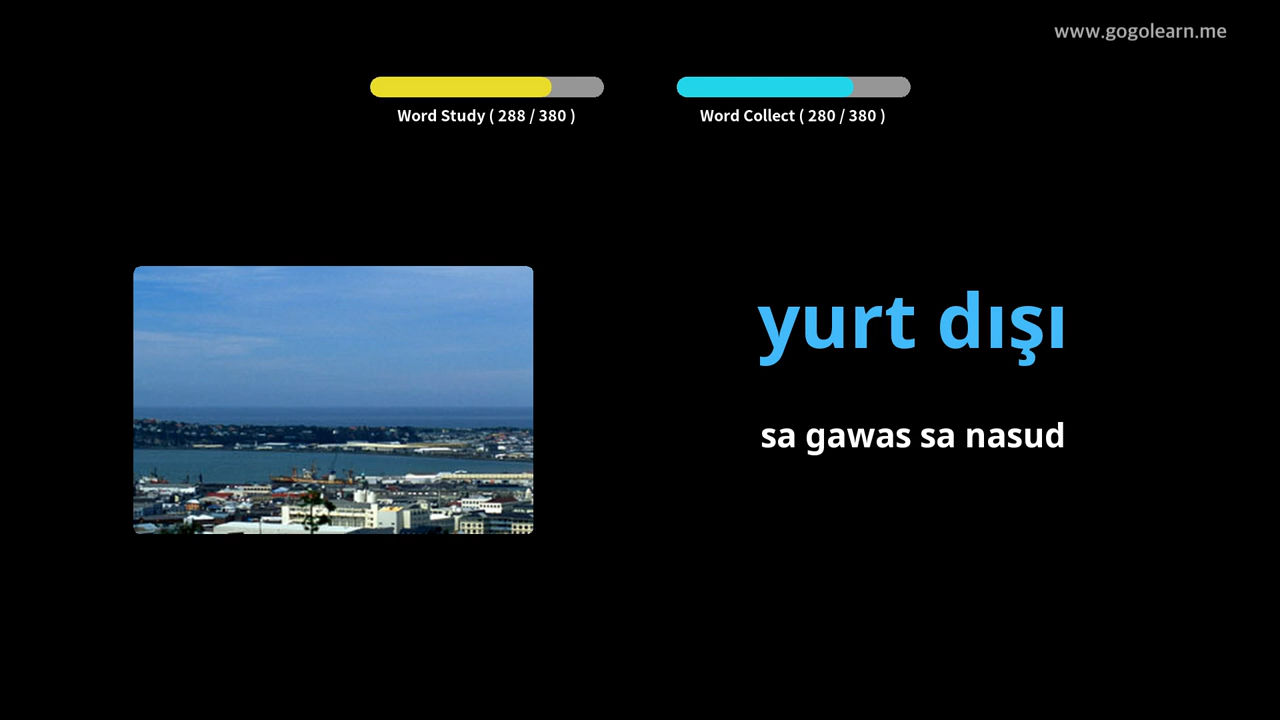 www.gogolearn.me
Word Study ( 288 / 380 )
Word Collect ( 280 / 380 )
yurt dışı
sa gawas sa nasud